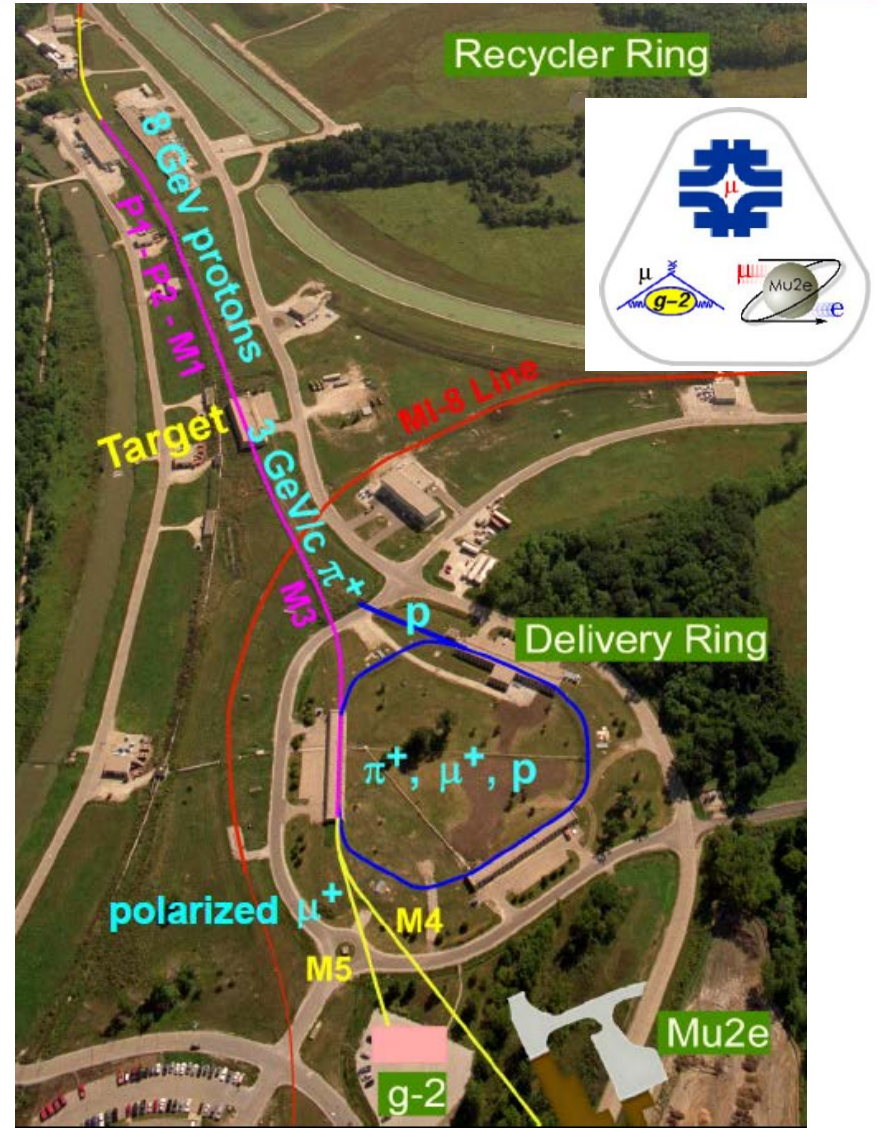 Recycler Ring
8 GeV protons
P1 - P2 - M1
μ
μ
g-2
μ
Mu2e
e
MI-8 Line
Target
3 GeV/c π⁺
M3
p
Delivery Ring
π⁺, μ⁺, p
polarized μ⁺
M4
M5
Mu2e
g-2